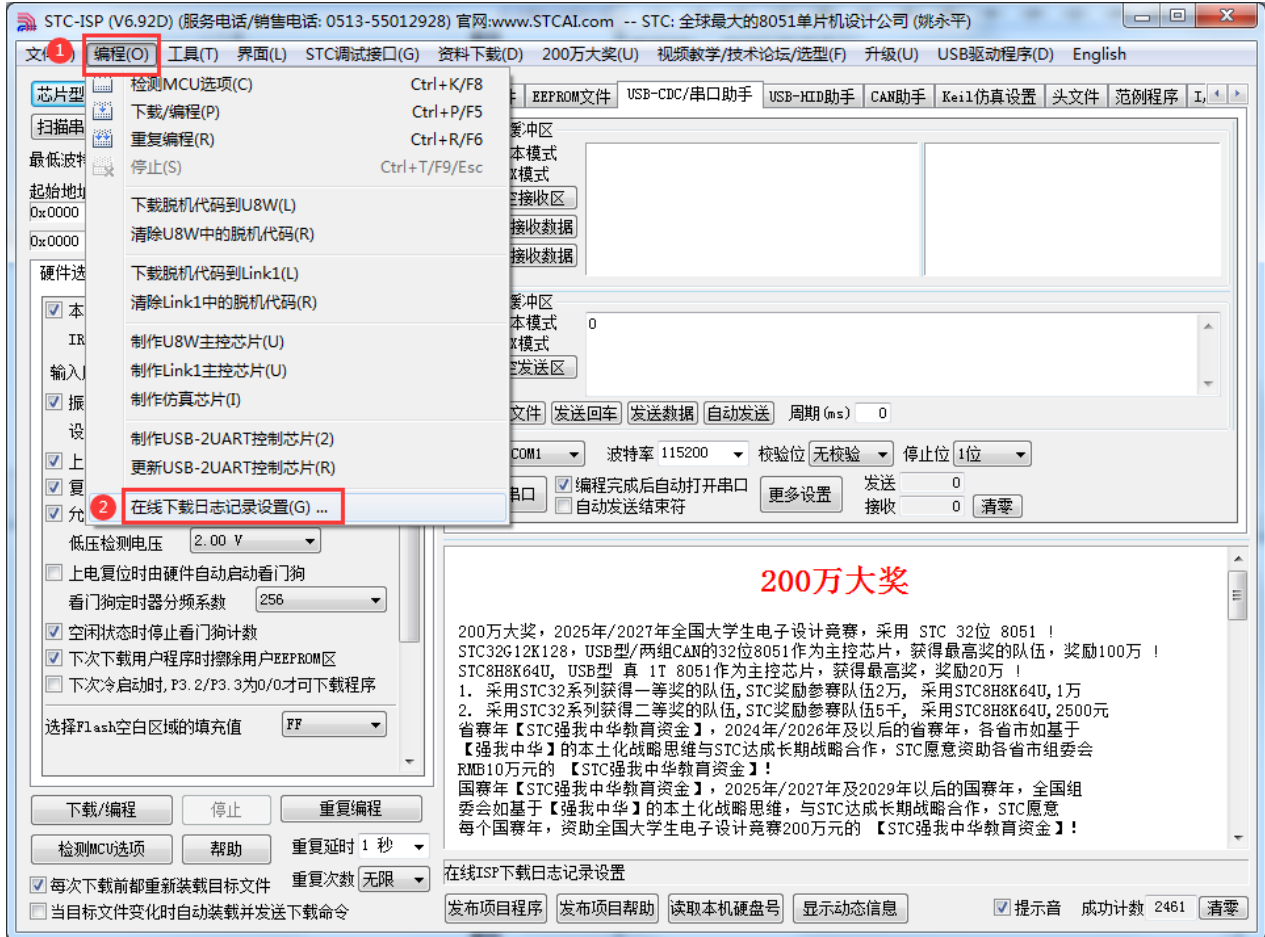 STC-ISP (V6.92D) (服务电话/销售电话: 0513-55012928) 官网:www.STCAI.com -- STC: 全球最大的8051单片机设计公司 (姚永平)
1 编程(O) 工具(T) 界面(L) STC调试接口(G) 资料下载(D) 200万大奖(U) 视频教学/技术论坛/选型(F) 升级(U) USB驱动程序(D) English
芯片型
EEPROM文件 USB-CDC/串口助手 USB-HID助手 CAN助手 Keil仿真设置 头文件 范例程序
扫描串
最低波特
起始地址
0x0000
0x0000
硬件选
本
IR
输入
振
设
上
复
允
检测MCU选项(C) Ctrl+K/F8
下载/编程(P) Ctrl+P/F5
重复编程(R) Ctrl+R/F6
停止(S) Ctrl+T/F9/Esc
下载脱机代码到U8W(L)
清除U8W中的脱机代码(R)
下载脱机代码到Link1(L)
清除Link1中的脱机代码(R)
制作U8W主控芯片(U)
制作Link1主控芯片(U)
制作仿真芯片(I)
制作USB-2UART控制芯片(2)
更新USB-2UART控制芯片(R)
2 在线下载日志记录设置(G) ...
缓冲区
本模式
X模式
接收区
接收数据
接收数据
缓冲区
本模式
X模式
发送区
0
文件 发送回车 发送数据 自动发送 周期(ms) 0
COM1 波特率 115200 校验位 无校验 停止位 1位
串口 编程完成后自动打开串口 更多设置 发送 0
自动发送结束符 接收 0 清零
低压检测电压 2.00 V
上电复位时由硬件自动启动看门狗
看门狗定时器分频系数 256
空闲状态时停止看门狗计数
下次下载用户程序时擦除用户EEPROM区
下次冷启动时,P3.2/P3.3为0/0才可下载程序
选择Flash空白区域的填充值 FF
下载/编程 停止 重复编程
检测MCU选项 帮助 重复延时 1 秒
每次下载前都重新装载目标文件 重复次数 无限
当目标文件变化时自动装载并发送下载命令
200万大奖
200万大奖，2025年/2027年全国大学生电子设计竞赛，采用 STC 32位 8051 !
STC32G12K128，USB型/两组CAN的32位8051作为主控芯片，获得最高奖的队伍，奖励100万 !
STC8H8K64U, USB型 真 1T 8051作为主控芯片，获得最高奖，奖励20万 !
1. 采用STC32系列获得一等奖的队伍,STC奖励参赛队伍2万, 采用STC8H8K64U,1万
2. 采用STC32系列获得二等奖的队伍,STC奖励参赛队伍5千, 采用STC8H8K64U,2500元
省赛年【STC强我中华教育资金】，2024年/2026年及以后的省赛年，各省市如基于
【强我中华】的本土化战略思维与STC达成长期战略合作，STC愿意资助各省市组委会
RMB10万元的 【STC强我中华教育资金】!
国赛年【STC强我中华教育资金】，2025年/2027年及2029年以后的国赛年，全国组
委会如基于【强我中华】的本土化战略思维，与STC达成长期战略合作，STC愿意
每个国赛年，资助全国大学生电子设计竞赛200万元的 【STC强我中华教育资金】!
在线ISP下载日志记录设置
发布项目程序 发布项目帮助 读取本机硬盘号 显示动态信息 提示音 成功计数 2461 清零